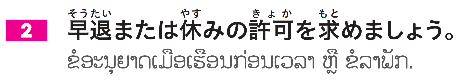 そうたい やす きょか もと
2 早退または休みの許可を求めましょう。
ຂໍອະນຸຍາດເມືອເຮືອນກ່ອນເວລາ ຫຼື ຂໍລາພັກ.